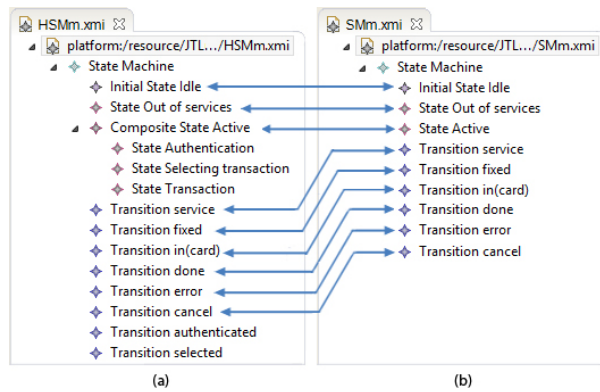 HSMm.xmi
platform:/resource/JTL.../HSMm.xmi
State Machine
Initial State Idle
State Out of services
Composite State Active
State Authentication
State Selecting transaction
State Transaction
Transition service
Transition fixed
Transition in(card)
Transition done
Transition error
Transition cancel
Transition authenticated
Transition selected
(a)
SMm.xmi
platform:/resource/JTL.../SMm.xmi
State Machine
Initial State Idle
State Out of services
State Active
Transition service
Transition fixed
Transition in(card)
Transition done
Transition error
Transition cancel
(b)